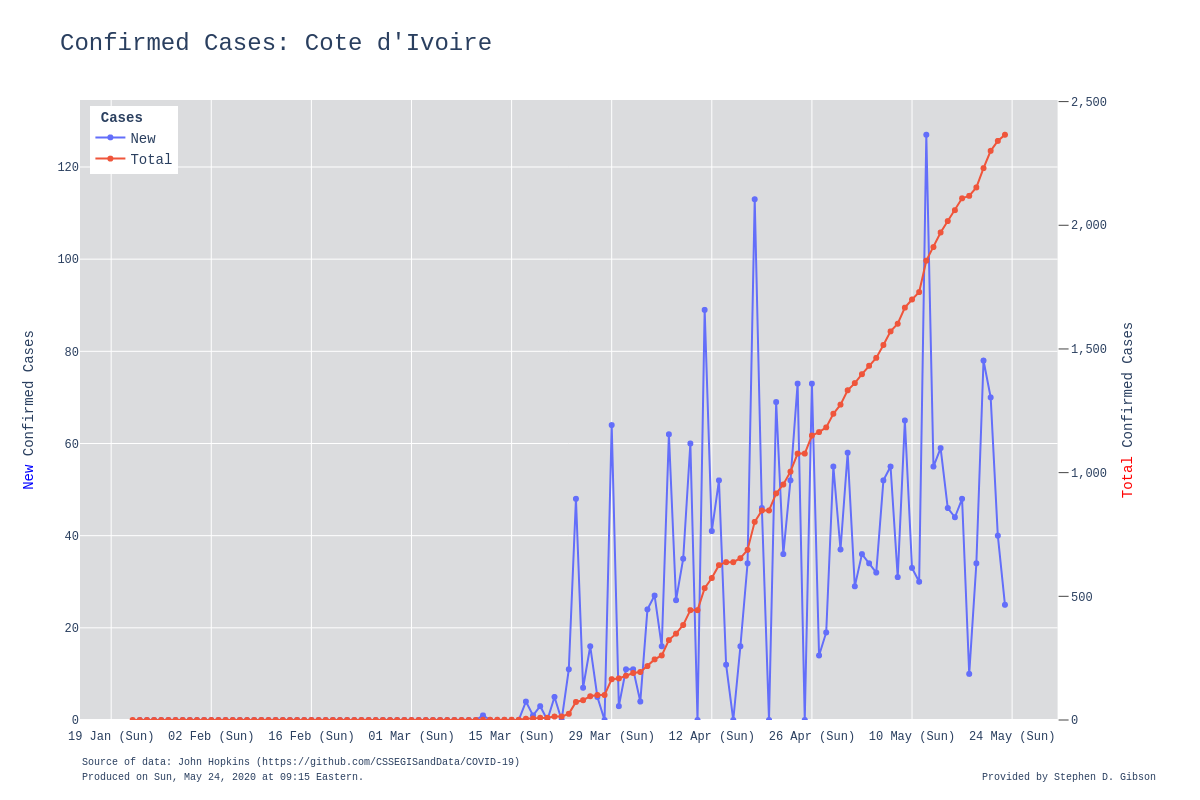 Confirmed Cases: Cote d'Ivoire
Cases
New
Total
120
100
80
60
40
20
0
2,500
2,000
1,500
1,000
500
0
New Confirmed Cases
Total Confirmed Cases
19 Jan (Sun) 02 Feb (Sun) 16 Feb (Sun) 01 Mar (Sun) 15 Mar (Sun) 29 Mar (Sun) 12 Apr (Sun) 26 Apr (Sun) 10 May (Sun) 24 May (Sun)
Source of data: John Hopkins (https://github.com/CSSEGISandData/COVID-19)
Produced on Sun, May 24, 2020 at 09:15 Eastern.
Provided by Stephen D. Gibson